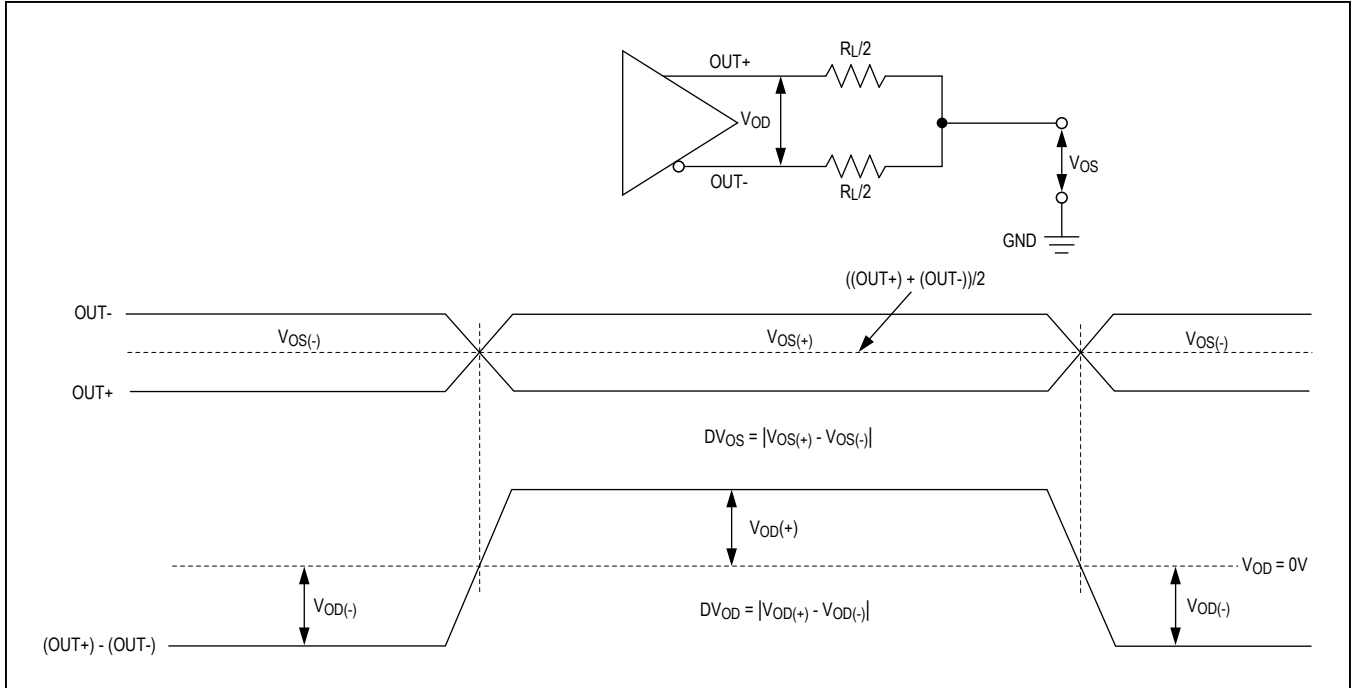 RL/2
OUT+
VOD
OUT-
RL/2
VOS
GND
((OUT+) + (OUT-))/2
OUT-
VOS(-)
VOS(+)
VOS(-)
OUT+
DVOS = |VOS(+) - VOS(-)|
VOD(+)
VOD = 0V
VOD(-)
DVOD = |VOD(+) - VOD(-)|
VOD(-)
(OUT+) - (OUT-)